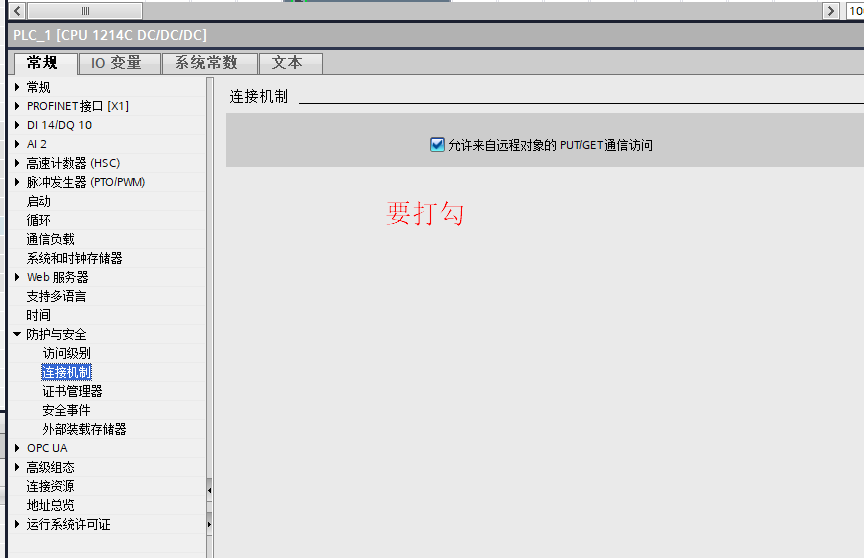 10
PLC_1 [CPU 1214C DC/DC/DC]
常规 IO 变量 系统常数 文本
常规
PROFINET接口 [X1]
DI 14/DQ 10
AI 2
高速计数器 (HSC)
脉冲发生器 (PTO/PWM)
启动
循环
通信负载
系统和时钟存储器
Web 服务器
支持多语言
时间
防护与安全
访问级别
连接机制
证书管理器
安全事件
外部装载存储器
OPC UA
高级组态
连接资源
地址总览
运行系统许可证
连接机制
允许来自远程对象的 PUT/GET 通信访问
要打勾